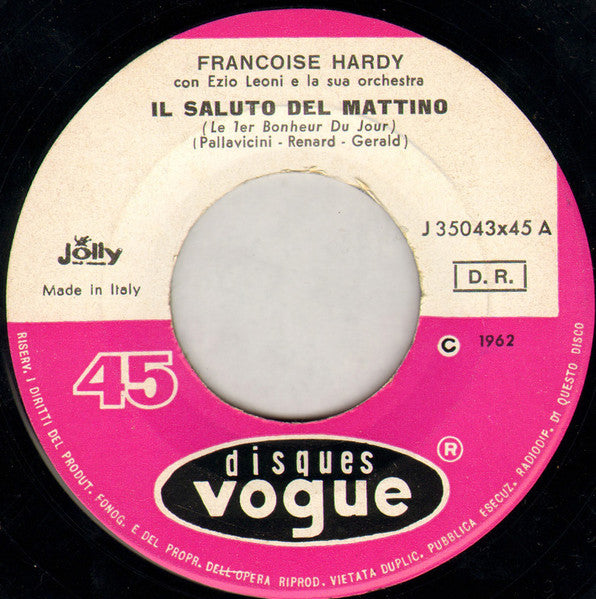 FRANCOISE HARDY
con Ezio Leoni e la sua orchestra
IL SALUTO DEL MATTINO
(Le 1er Bonheur Du Jour)
(Pallavicini - Renard - Gerald)
J 35043x45 A
Jolly
D. R.
Made in Italy
C 1962
45
disques
vogue
®
RISERV. I DIRITTI DEL PRODUT. FONOG. E DEL PROPR. DELL'OPERA RIPROD. VIETATA DUPLIC. PUBBLICA ESECUZ. RADIODIF. DI QUESTO DISCO